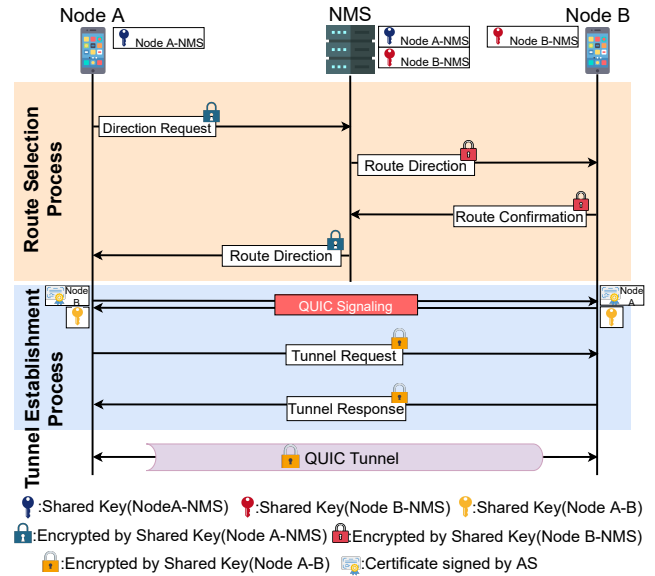 Node A
NMS
Node B
Node A-NMS
Node A-NMS
Node B-NMS
Node B-NMS
Route Selection
Process
Direction Request
Route Direction
Route Confirmation
Route Direction
Tunnel Establishment
Process
Node
B
Node
A
QUIC Signaling
Tunnel Request
Tunnel Response
QUIC Tunnel
:Shared Key(NodeA-NMS)
:Shared Key(Node B-NMS)
:Shared Key(Node A-B)
:Encrypted by Shared Key(Node A-NMS)
:Encrypted by Shared Key(Node B-NMS)
:Encrypted by Shared Key(Node A-B)
:Certificate signed by AS